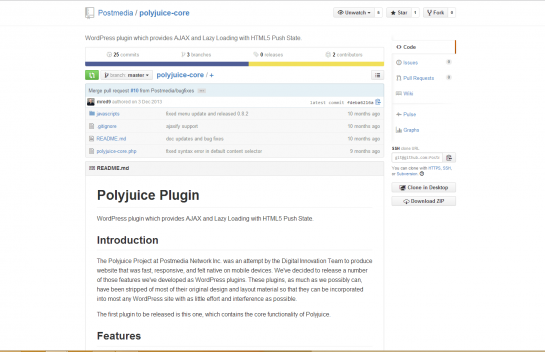 Postmedia / polyjuice-core
Unwatch 6 Star 1 Fork 0
WordPress plugin which provides AJAX and Lazy Loading with HTML5 Push State.
25 commits 3 branches 0 releases 2 contributors
branch: master polyjuice-core / +
Merge pull request #10 from Postmedia/bugfixes
authored on 3 Dec 2013 latest commit
javascripts fixed menu update and released 0.9.2 10 months ago
.gitignore apsify support 10 months ago
README.md doc updates and bug fixes 10 months ago
polyjuice-core.php fixed syntax error in default content selector 9 months ago
README.md
Polyjuice Plugin
WordPress plugin which provides AJAX and Lazy Loading with HTML5 Push State.
Introduction
The Polyjuice Project at Postmedia Network Inc. was an attempt by the Digital Innovation Team to produce
website that was fast, responsive, and felt native on mobile devices. We've decided to release a number
of those features we've developed as WordPress plugins. These plugins, as much as we possibly can,
have been stripped of most of their original design and layout material so that they can be incorporated
into most any WordPress site with as little effort and interference as possible.
The first plugin to be released is this one, which contains the core functionality of Polyjuice.
Features
Code
Issues 0
Pull Requests 0
Wiki
Pulse
Graphs
SSH clone URL
You can clone with HTTPS, SSH,
or Subversion.
Clone in Desktop
Download ZIP